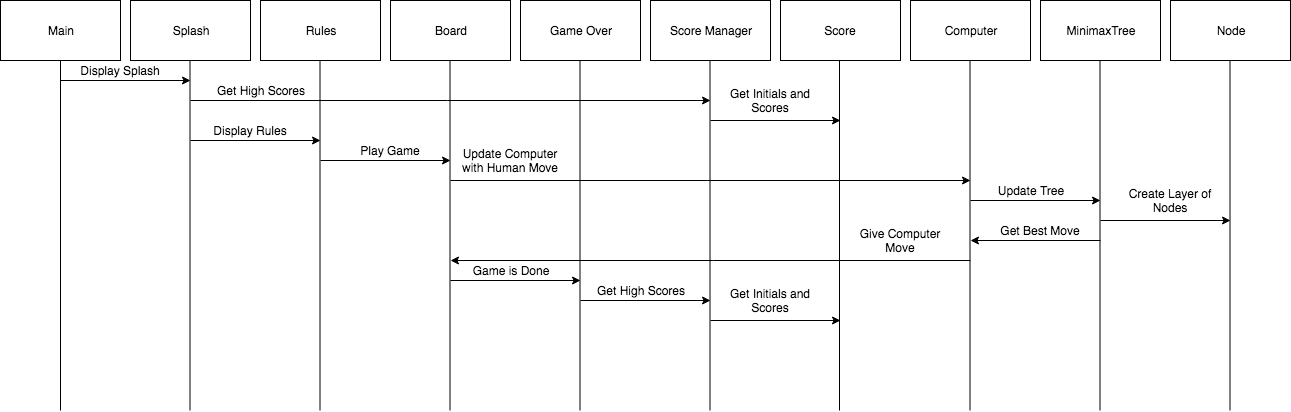 Main
Splash
Rules
Board
Game Over
Score Manager
Score
Computer
MinimaxTree
Node
Display Splash
Get High Scores
Get Initials and
Scores
Display Rules
Play Game
Update Computer
with Human Move
Update Tree
Create Layer of
Nodes
Get Best Move
Give Computer
Move
Game is Done
Get High Scores
Get Initials and
Scores